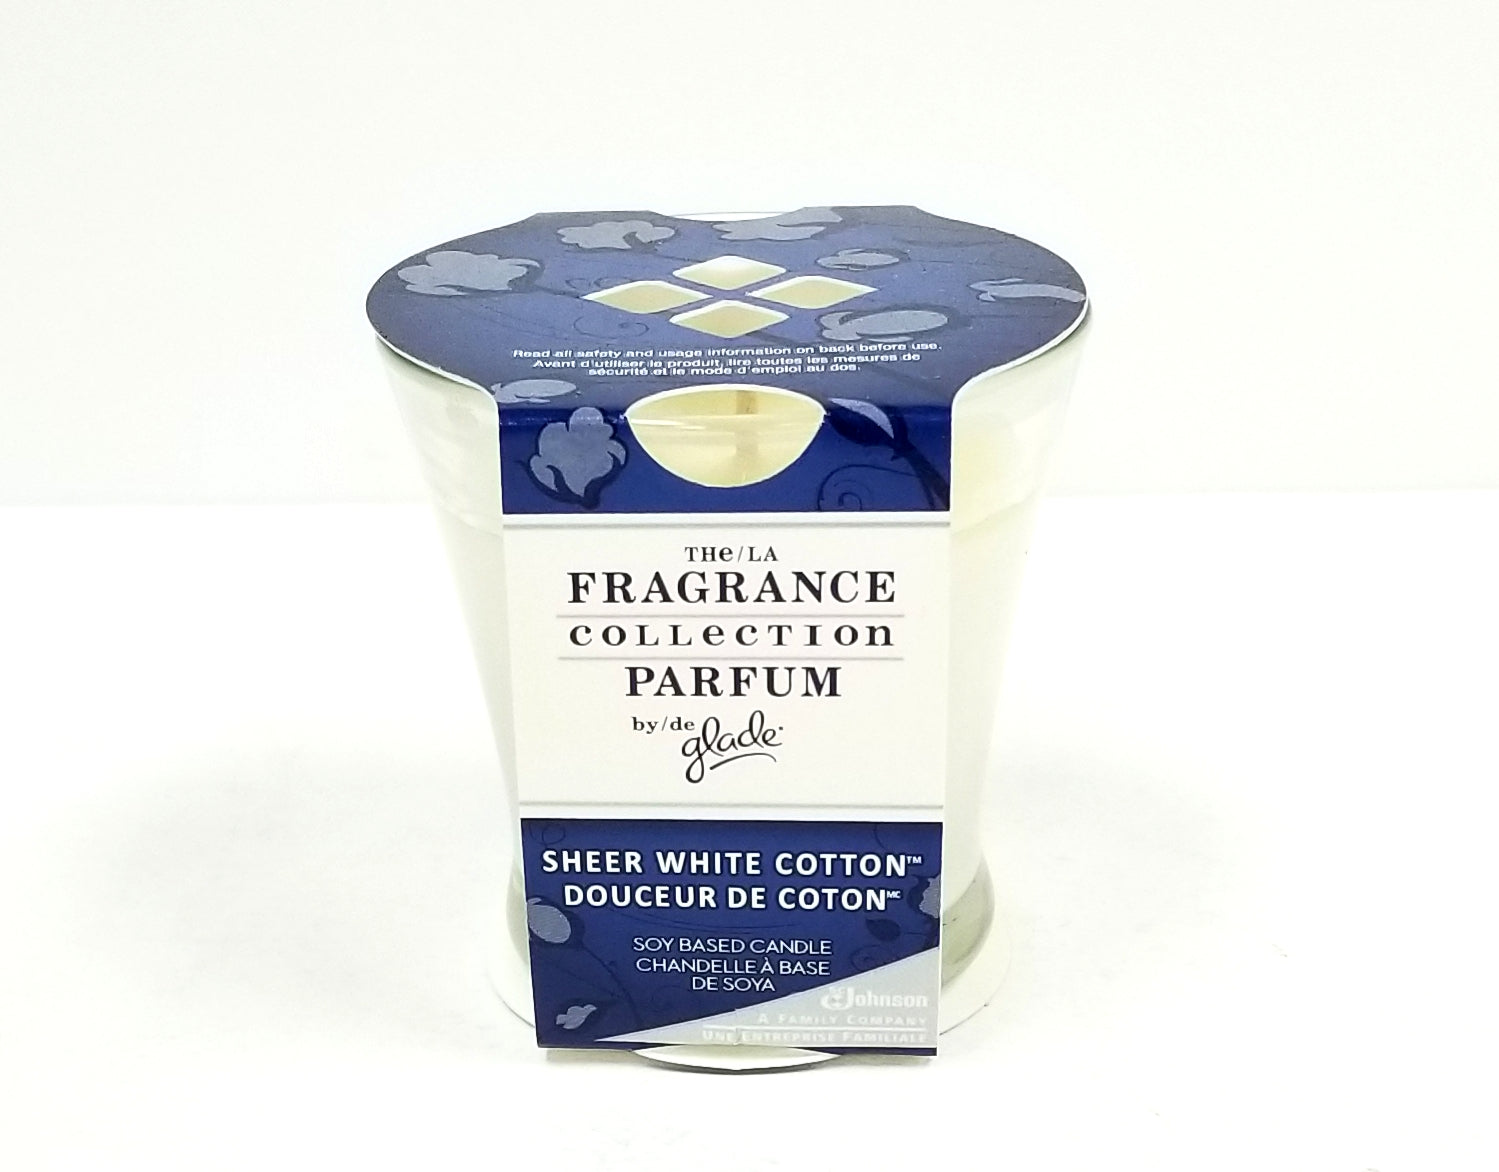 Read all safety and usage information on back before use.
Avant d'utiliser le produit, lire toutes les mesures de
sécurité et le mode d'emploi au dos.
THe/LA
FRAGRANCE
coLLecTIon
PARFUM
by/de glade
SHEER WHITE COTTON™
DOUCEUR DE COTONᴹᶜ
SOY BASED CANDLE
CHANDELLE À BASE
DE SOYA
SC Johnson
A FAMILY COMPANY
UNE ENTREPRISE FAMILIALE